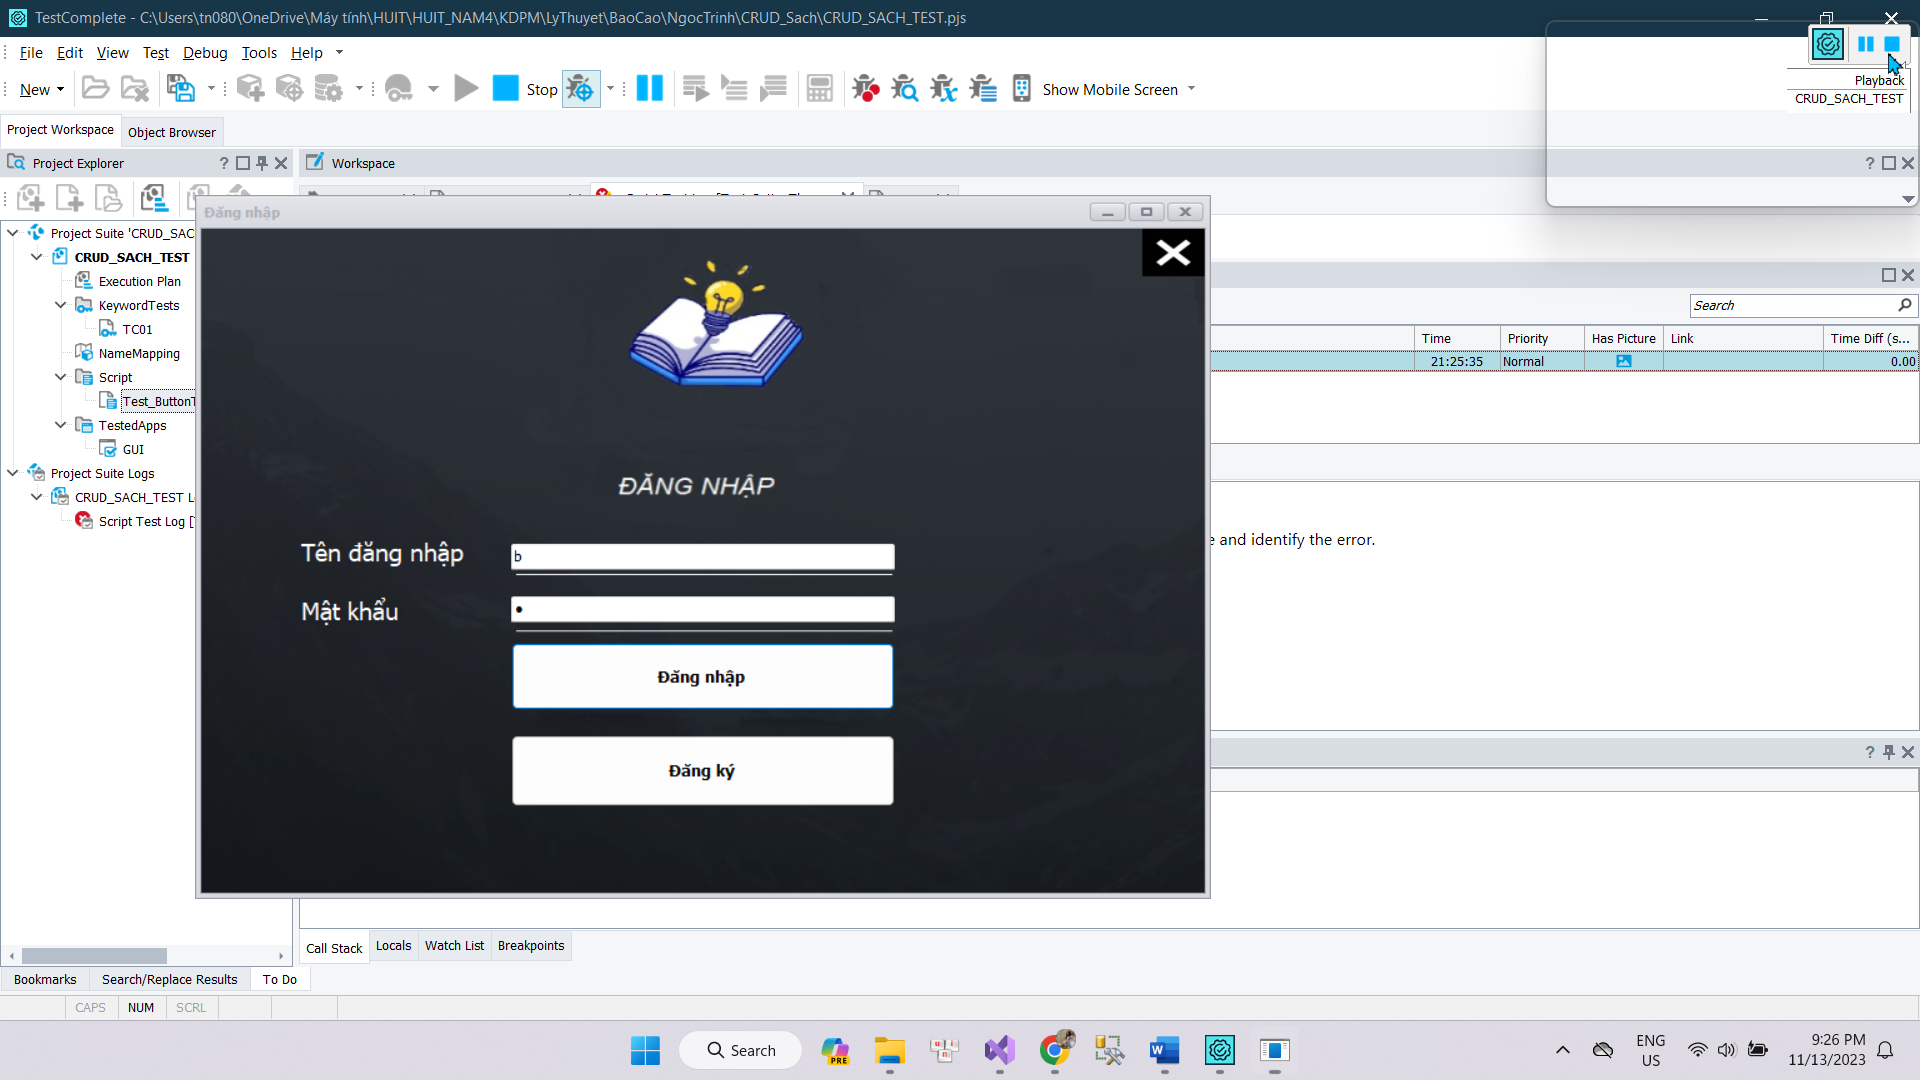 TestComplete - C:\Users\tn080\OneDrive\Máy tính\HUIT\HUIT_NAM4\KDPM\LyThuyet\BaoCao\NgocTrinh\CRUD_Sach\CRUD_SACH_TEST.pjs
File Edit View Test Debug Tools Help
New Stop Show Mobile Screen
Playback
CRUD_SACH_TEST
Project Workspace Object Browser
Project Explorer ? Workspace ?
Project Suite 'CRUD_SAC
CRUD_SACH_TEST
Execution Plan
KeywordTests
TC01
NameMapping
Script
Test_ButtonT
TestedApps
GUI
Project Suite Logs
CRUD_SACH_TEST L
Script Test Log [
Đăng nhập
ĐĂNG NHẬP
Tên đăng nhập b
Mật khẩu •
Đăng nhập
Đăng ký
Search
Time Priority Has Picture Link Time Diff (s...
21:25:35 Normal 0.00
e and identify the error.
?
Call Stack Locals Watch List Breakpoints
Bookmarks Search/Replace Results To Do
CAPS NUM SCRL
Search
PRE
ENG
US
9:26 PM
11/13/2023